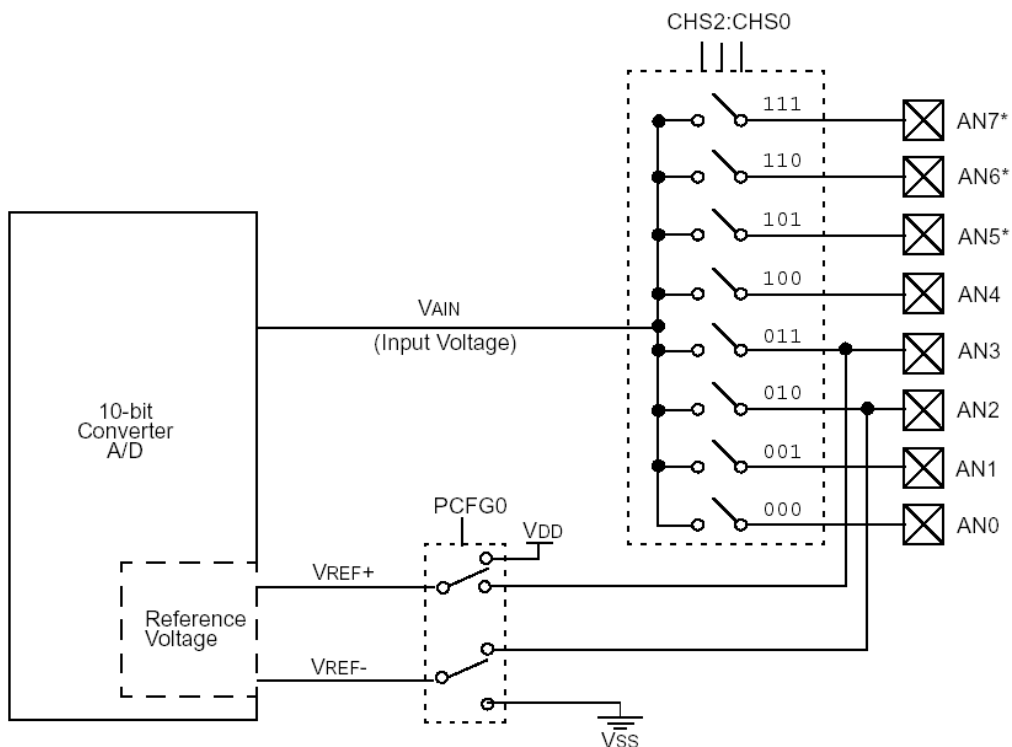 CHS2:CHS0
111
AN7*
110
AN6*
101
AN5*
100
AN4
VAIN
(Input Voltage)
011
AN3
010
AN2
10-bit
Converter
A/D
001
AN1
000
AN0
PCFG0
VDD
VREF+
Reference
Voltage
VREF-
VSS